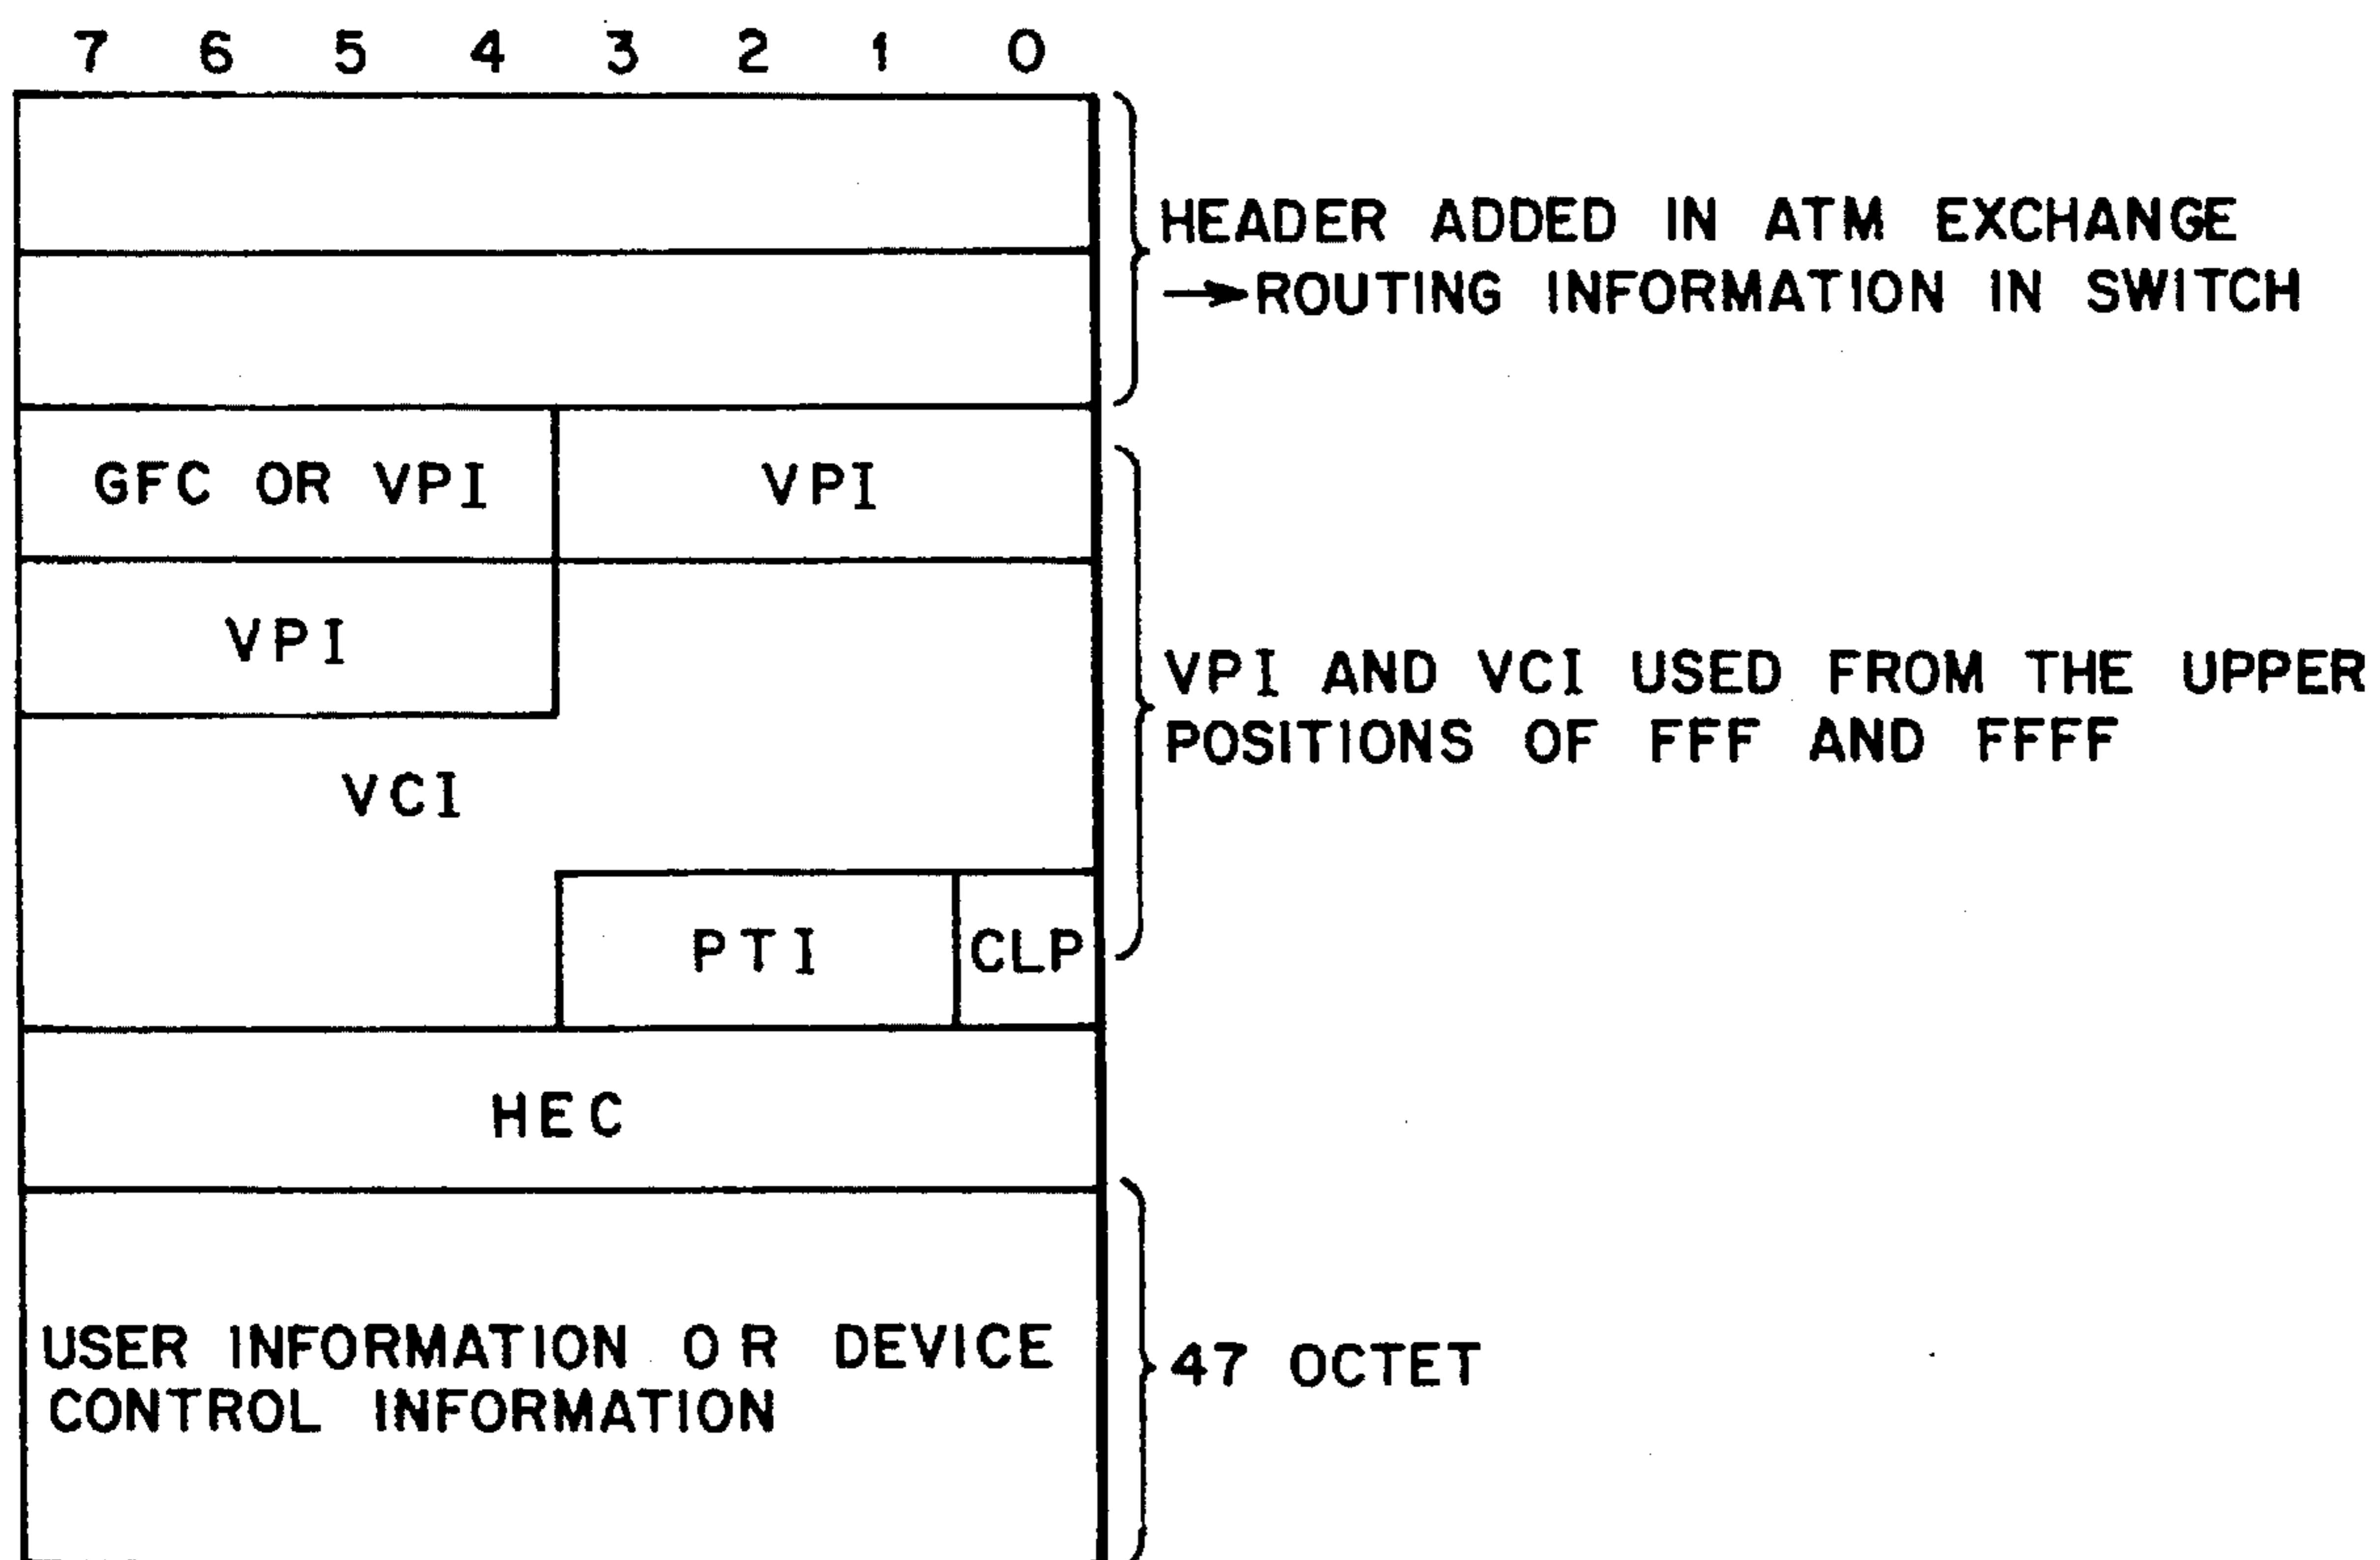 7 6 5 4 3 2 1 0
HEADER ADDED IN ATM EXCHANGE
→ROUTING INFORMATION IN SWITCH
GFC OR VPI
VPI
VPI
VPI AND VCI USED FROM THE UPPER
POSITIONS OF FFF AND FFFF
VCI
PTI
CLP
HEC
USER INFORMATION OR DEVICE
CONTROL INFORMATION
47 OCTET